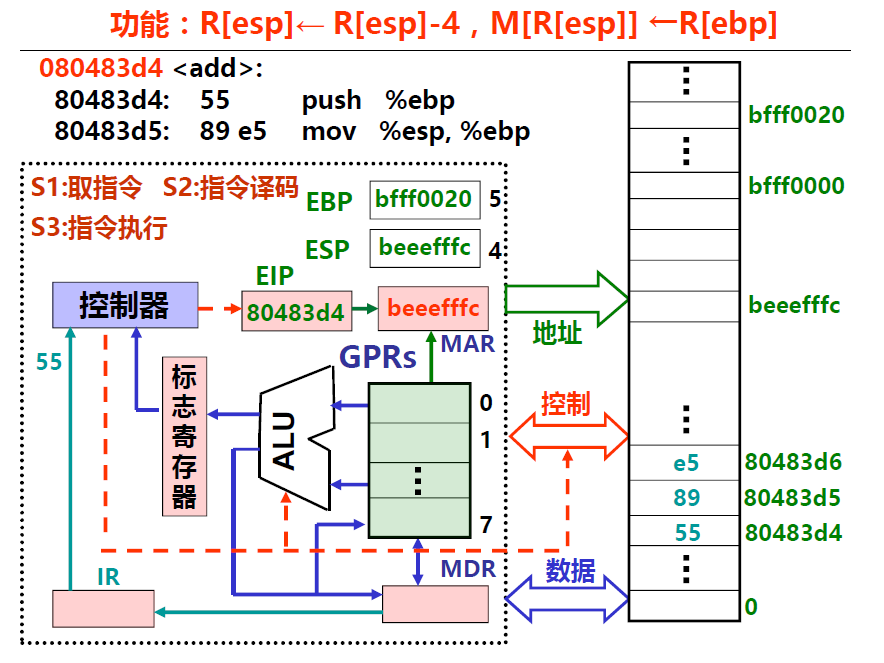 功能：R[esp]← R[esp]-4，M[R[esp]] ←R[ebp]
080483d4 <add>:
80483d4: 55 push %ebp
80483d5: 89 e5 mov %esp, %ebp
S1:取指令 S2:指令译码
S3:指令执行
EBP bfff0020 5
ESP beeefffc 4
EIP
控制器
80483d4
beeefffc
MAR
GPRs
55
标志寄存器
ALU
0
1
⋮
7
MDR
IR
地址
控制
数据
⋮
bfff0020
⋮
bfff0000
beeefffc
⋮
e5 80483d6
89 80483d5
55 80483d4
⋮
0